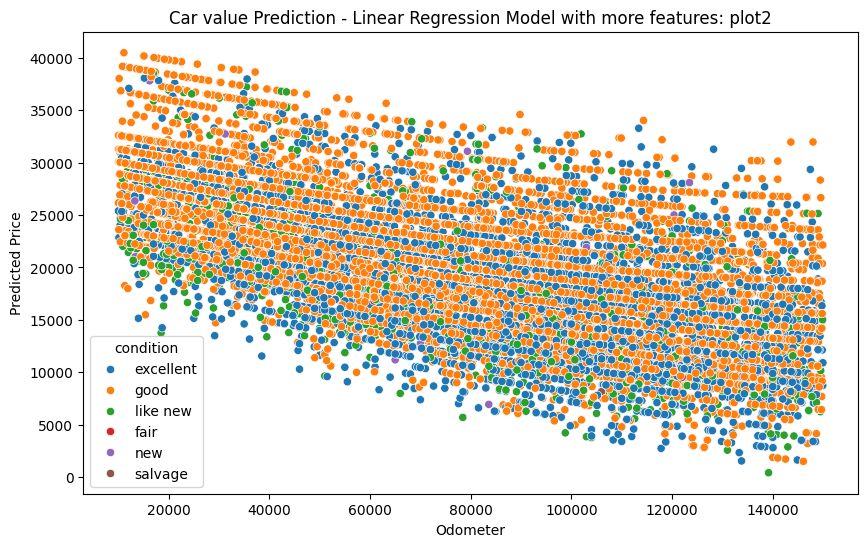 Car value Prediction - Linear Regression Model with more features: plot2
40000
35000
30000
25000
20000
15000
10000
5000
0
Predicted Price
condition
excellent
good
like new
fair
new
salvage
20000 40000 60000 80000 100000 120000 140000
Odometer